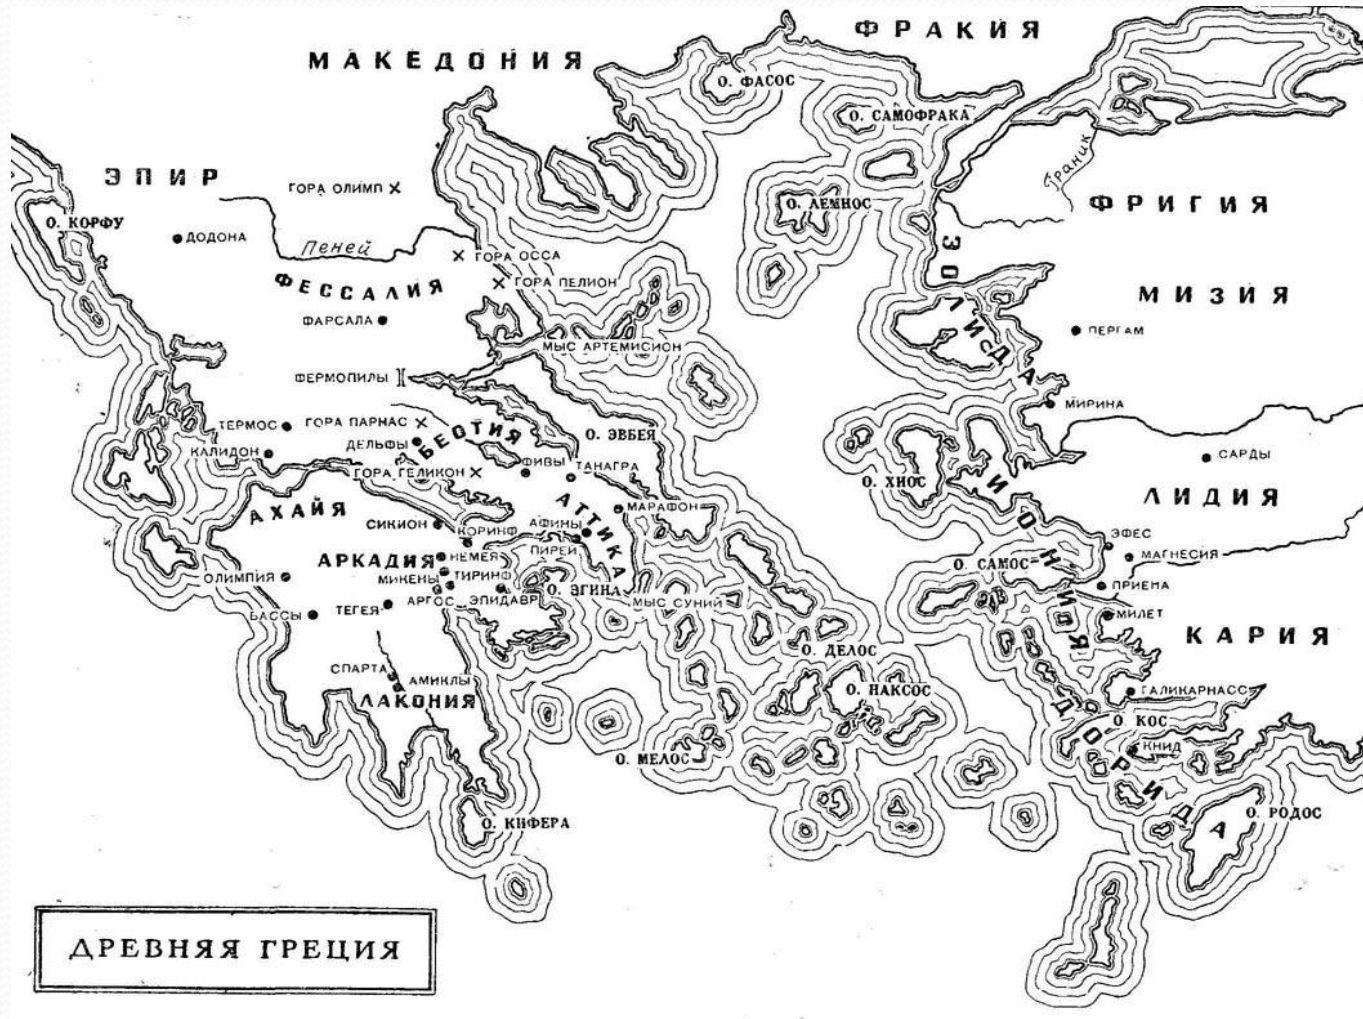 ФРАКИЯ
МАКЕДОНИЯ
О. ФАСОС
О. САМОФРАКА
Граник
ЭПИР
ГОРА ОЛИМП
О. ЛЕМНОС
ФРИГИЯ
О. КОРФУ
ДОДОНА
Пеней
ГОРА ОССА
ЭОЛИДА
ФЕССАЛИЯ
ГОРА ПЕЛИОН
МИЗИЯ
ФАРСАЛА
ПЕРГАМ
МЫС АРТЕМИСИОН
ФЕРМОПИЛЫ
МИРИНА
ТЕРМОС
ГОРА ПАРНАС
БЕОТИЯ
О. ЭВБЕЯ
ДЕЛЬФЫ
КАЛИДОН
САРДЫ
ГОРА ГЕЛИКОН
ФИВЫ
ТАНАГРА
О. ХИОС
ИОНИЯ
ЛИДИЯ
АХАЙЯ
АТТИКА
МАРАФОН
СИКИОН
КОРИНФ
АФИНЫ
ЭФЕС
ПИРЕЙ
АРКАДИЯ
НЕМЕЯ
МАГНЕСИЯ
О. САМОС
ОЛИМПИЯ
МИКЕНЫ
ТИРИНФ
О. ЭГИНА
ПРИЕНА
АРГОС
ЭПИДАВР
МЫС СУНИЙ
БАССЫ
ТЕГЕЯ
МИЛЕТ
КАРИЯ
О. ДЕЛОС
СПАРТА
АМИКЛЫ
О. НАКСОС
ГАЛИКАРНАСС
ЛАКОНИЯ
ДОРИДА
О. КОС
КНИД
О. МЕЛОС
О. КИФЕРА
О. РОДОС
ДРЕВНЯЯ ГРЕЦИЯ